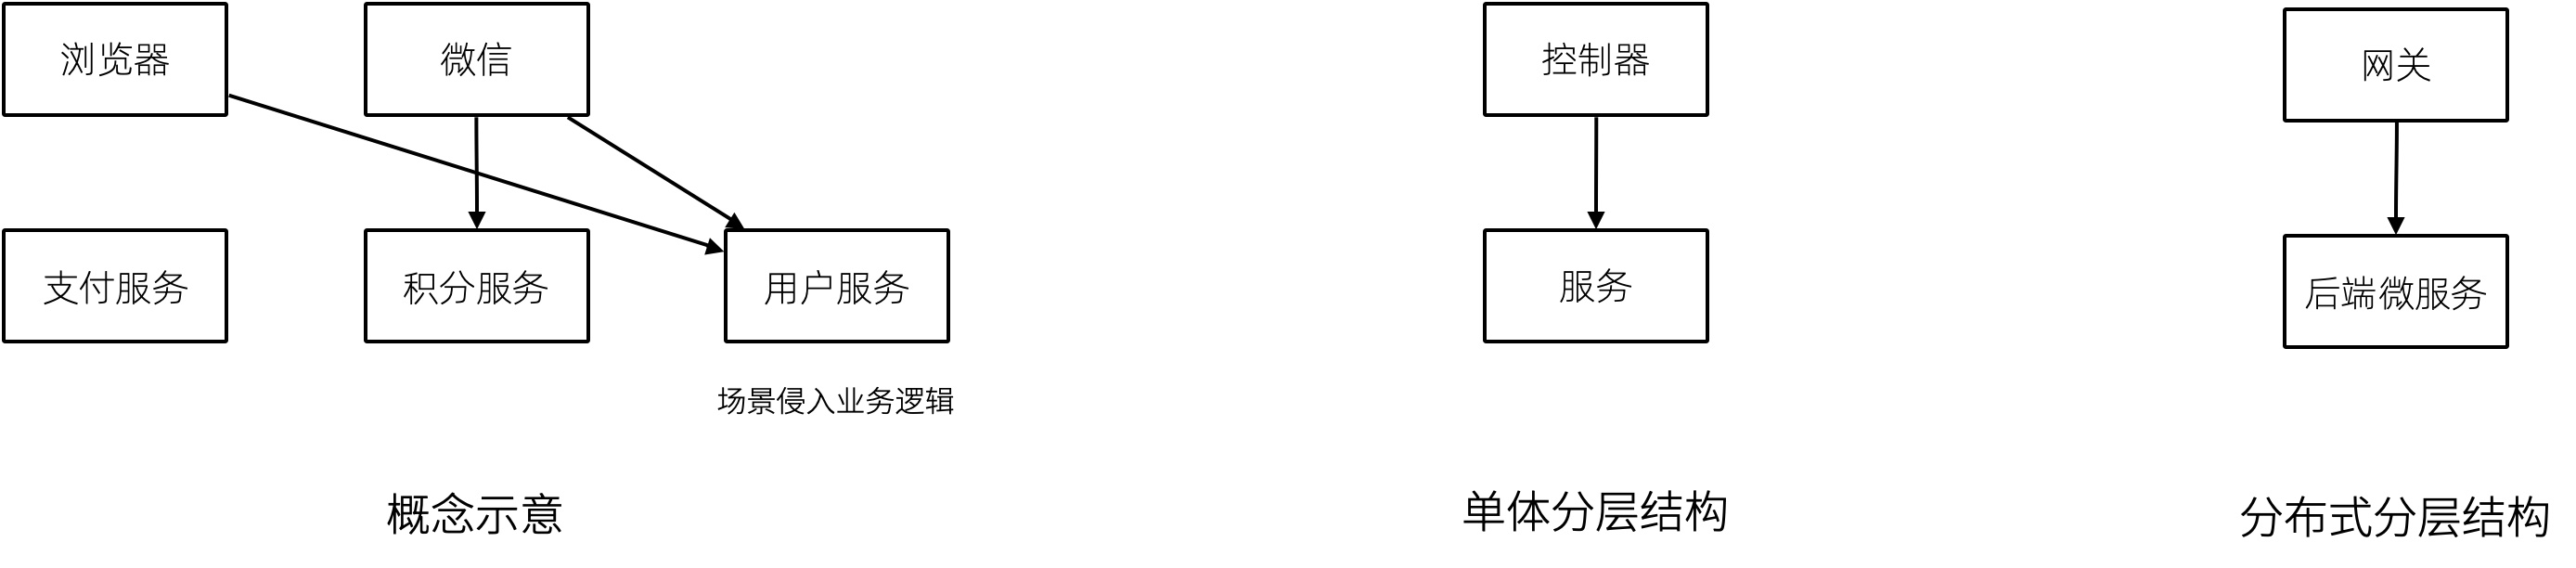 浏览器
微信
控制器
网关
支付服务
积分服务
用户服务
服务
后端微服务
场景侵入业务逻辑
概念示意
单体分层结构
分布式分层结构